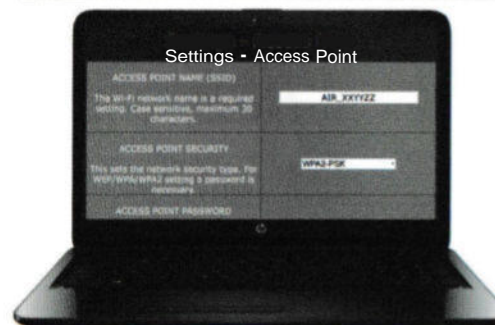 Settings - Access Point
ACCESS POINT NAME (SSID)
The Wi-Fi network name is a required
setting. Case sensitive, maximum 30
characters.
AIR_XXYYZZ
ACCESS POINT SECURITY
This sets the network security type. For
WEP/WPA/WPA2 setting a password is
necessary.
WPA2-PSK
ACCESS POINT PASSWORD